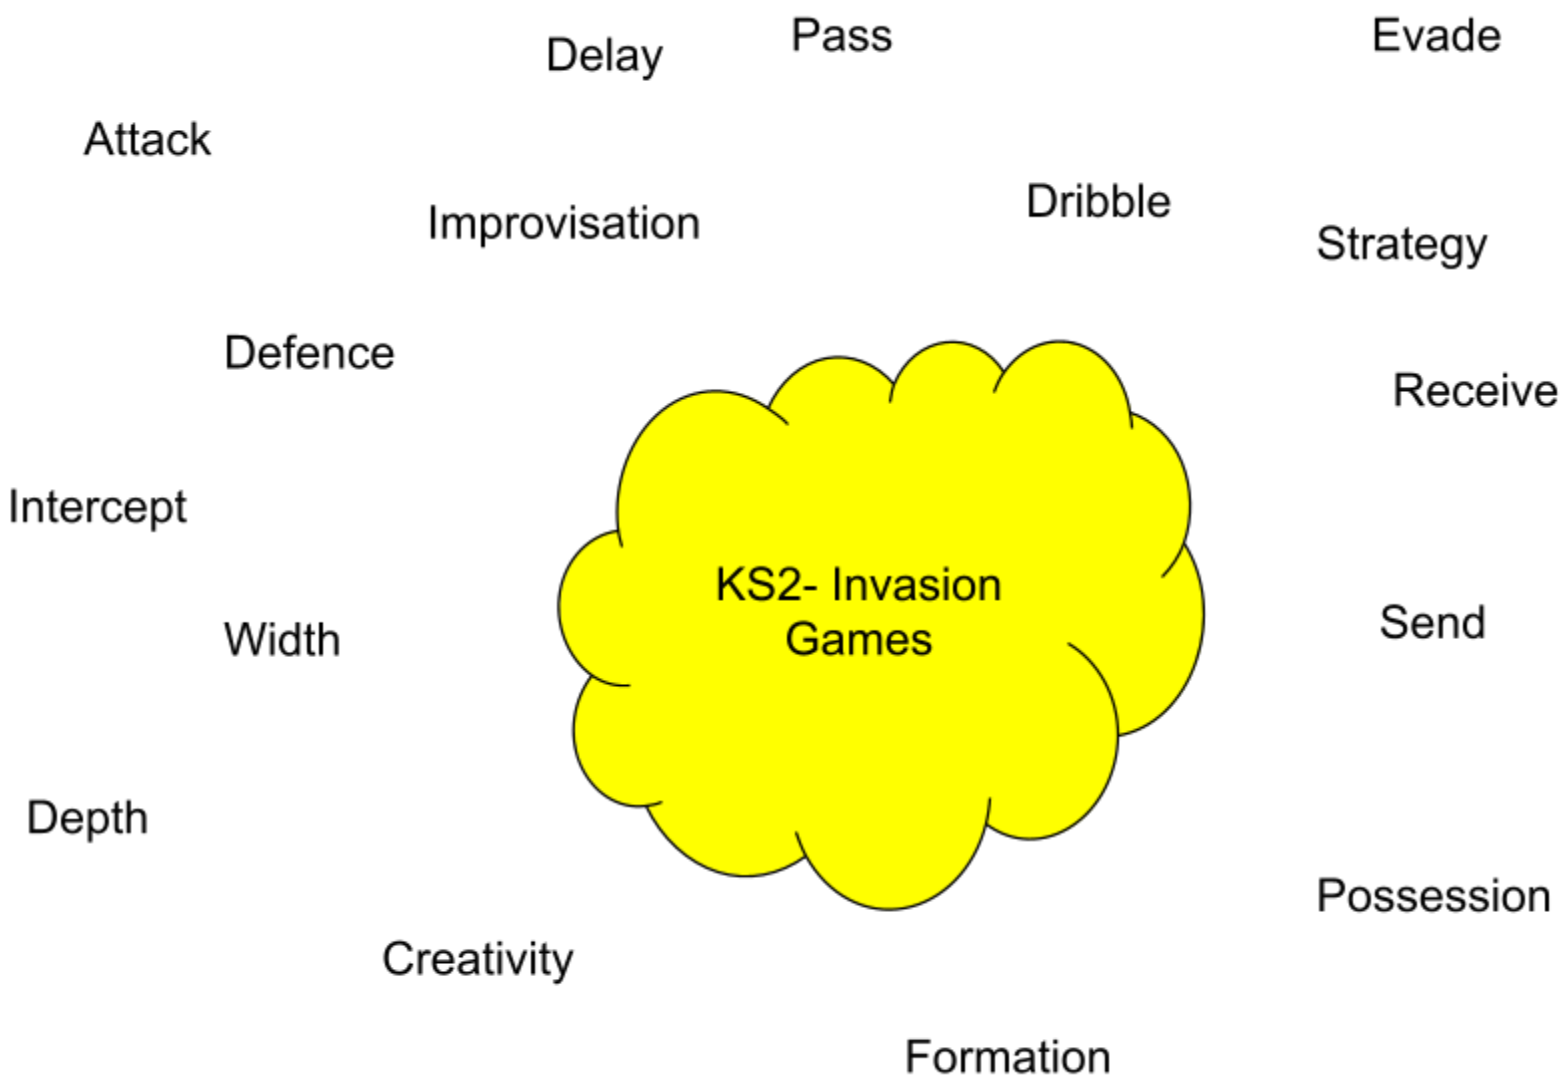 Pass
Evade
Delay
Attack
Dribble
Improvisation
Strategy
Defence
Receive
Intercept
KS2- Invasion
Games
Send
Width
Depth
Possession
Creativity
Formation